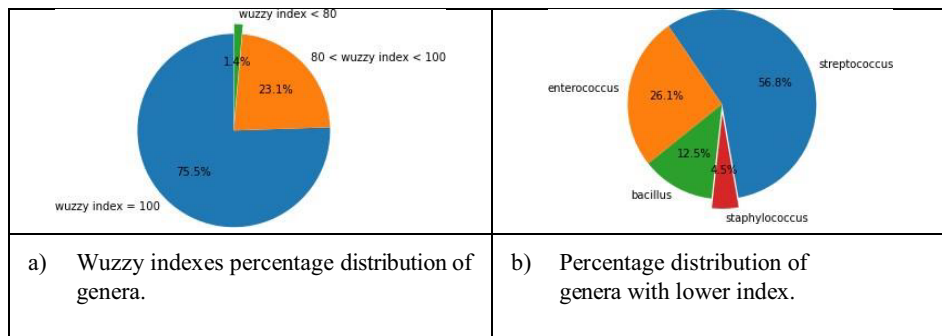 wuzzy index < 80
1.4%
80 < wuzzy index < 100
23.1%
75.5%
wuzzy index = 100
streptococcus
56.8%
enterococcus
26.1%
12.5%
4.5%
bacillus
staphylococcus
a) Wuzzy indexes percentage distribution of
genera.
b) Percentage distribution of
genera with lower index.